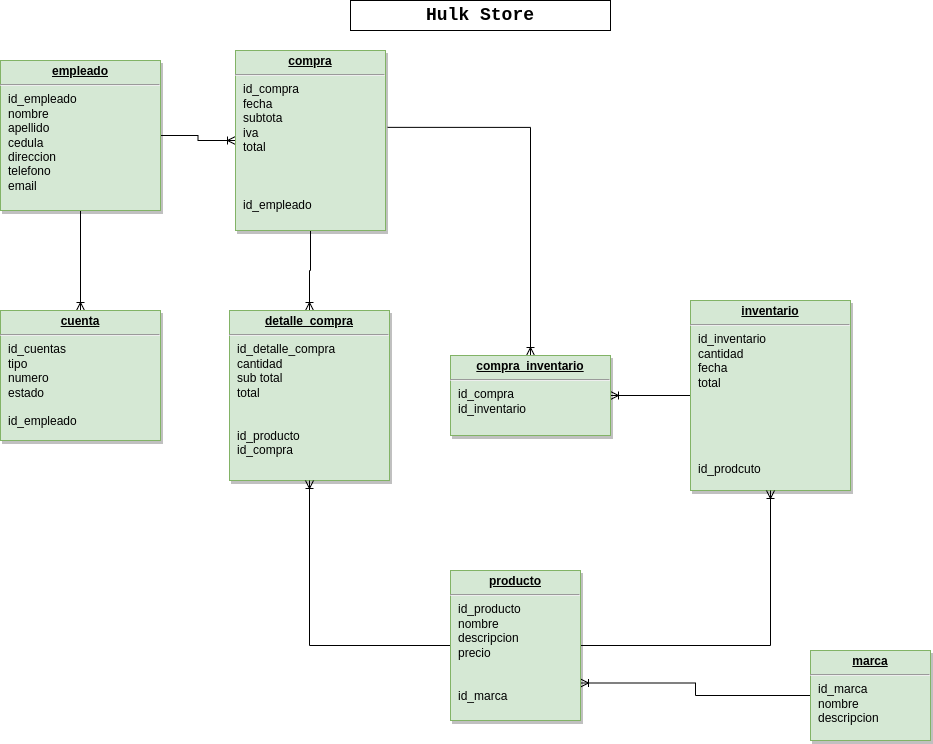 Hulk Store
empleado
id_empleado
nombre
apellido
cedula
direccion
telefono
email
compra
id_compra
fecha
subtota
iva
total
id_empleado
cuenta
id_cuentas
tipo
numero
estado
id_empleado
detalle_compra
id_detalle_compra
cantidad
sub total
total
id_producto
id_compra
compra_inventario
id_compra
id_inventario
inventario
id_inventario
cantidad
fecha
total
id_prodcuto
producto
id_producto
nombre
descripcion
precio
id_marca
marca
id_marca
nombre
descripcion